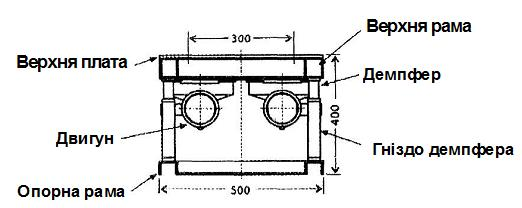 300
Верхня рама
Верхня плата
Демпфер
400
Двигун
Гніздо демпфера
Опорна рама
500